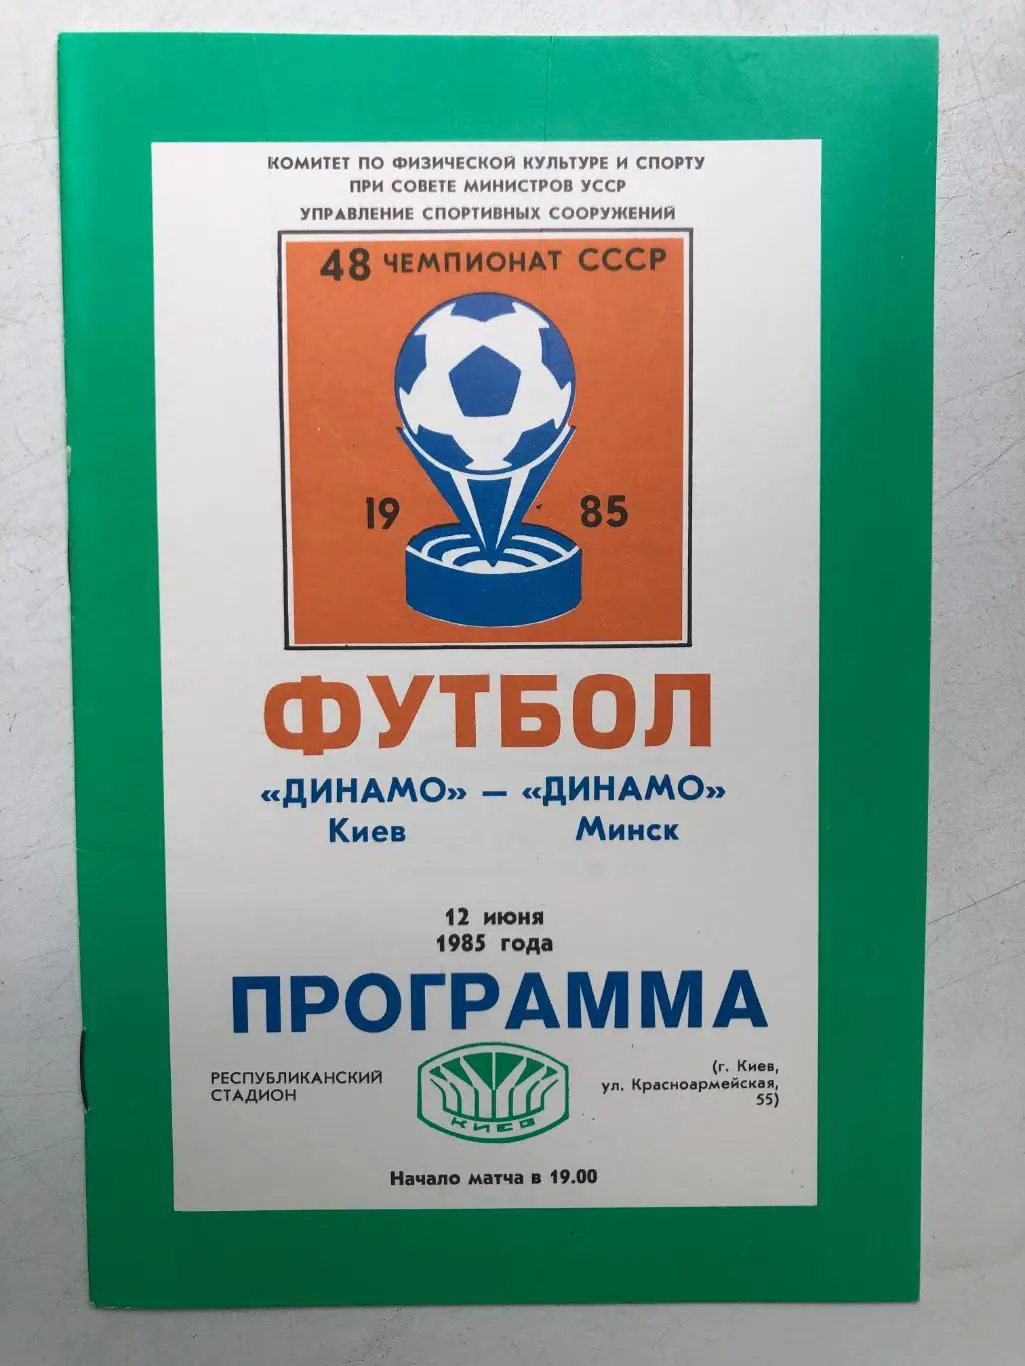 КОМИТЕТ ПО ФИЗИЧЕСКОЙ КУЛЬТУРЕ И СПОРТУ
ПРИ СОВЕТЕ МИНИСТРОВ УССР
УПРАВЛЕНИЕ СПОРТИВНЫХ СООРУЖЕНИЙ
48 ЧЕМПИОНАТ СССР
19 85
ФУТБОЛ
«ДИНАМО» — «ДИНАМО»
Киев Минск
12 июня
1985 года
ПРОГРАММА
РЕСПУБЛИКАНСКИЙ
СТАДИОН
КИЕВ
(г. Киев,
ул. Красноармейская,
55)
Начало матча в 19.00